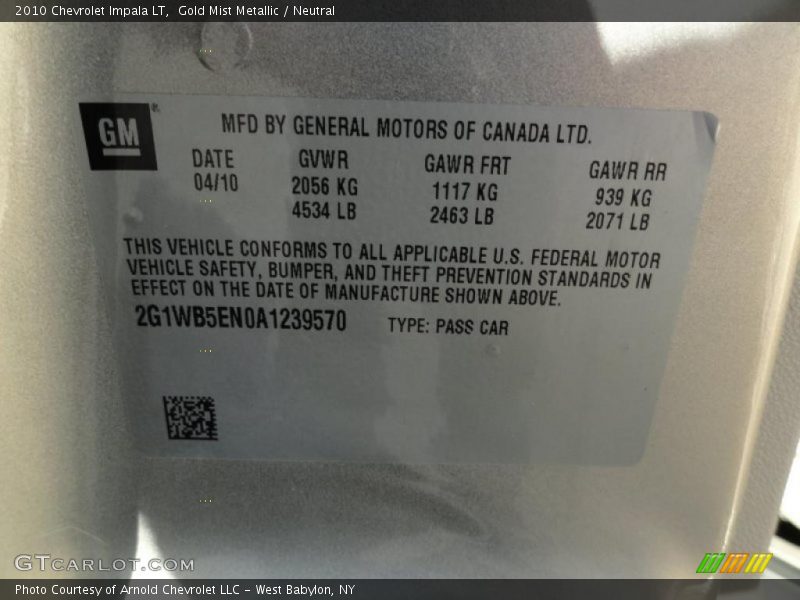 2010 Chevrolet Impala LT, Gold Mist Metallic / Neutral
GM
MFD BY GENERAL MOTORS OF CANADA LTD.
DATE GVWR GAWR FRT GAWR RR
04/10 2056 KG 1117 KG 939 KG
4534 LB 2463 LB 2071 LB
THIS VEHICLE CONFORMS TO ALL APPLICABLE U.S. FEDERAL MOTOR
VEHICLE SAFETY, BUMPER, AND THEFT PREVENTION STANDARDS IN
EFFECT ON THE DATE OF MANUFACTURE SHOWN ABOVE.
2G1WB5EN0A1239570 TYPE: PASS CAR
GTCARLOT.COM
Photo Courtesy of Arnold Chevrolet LLC - West Babylon, NY